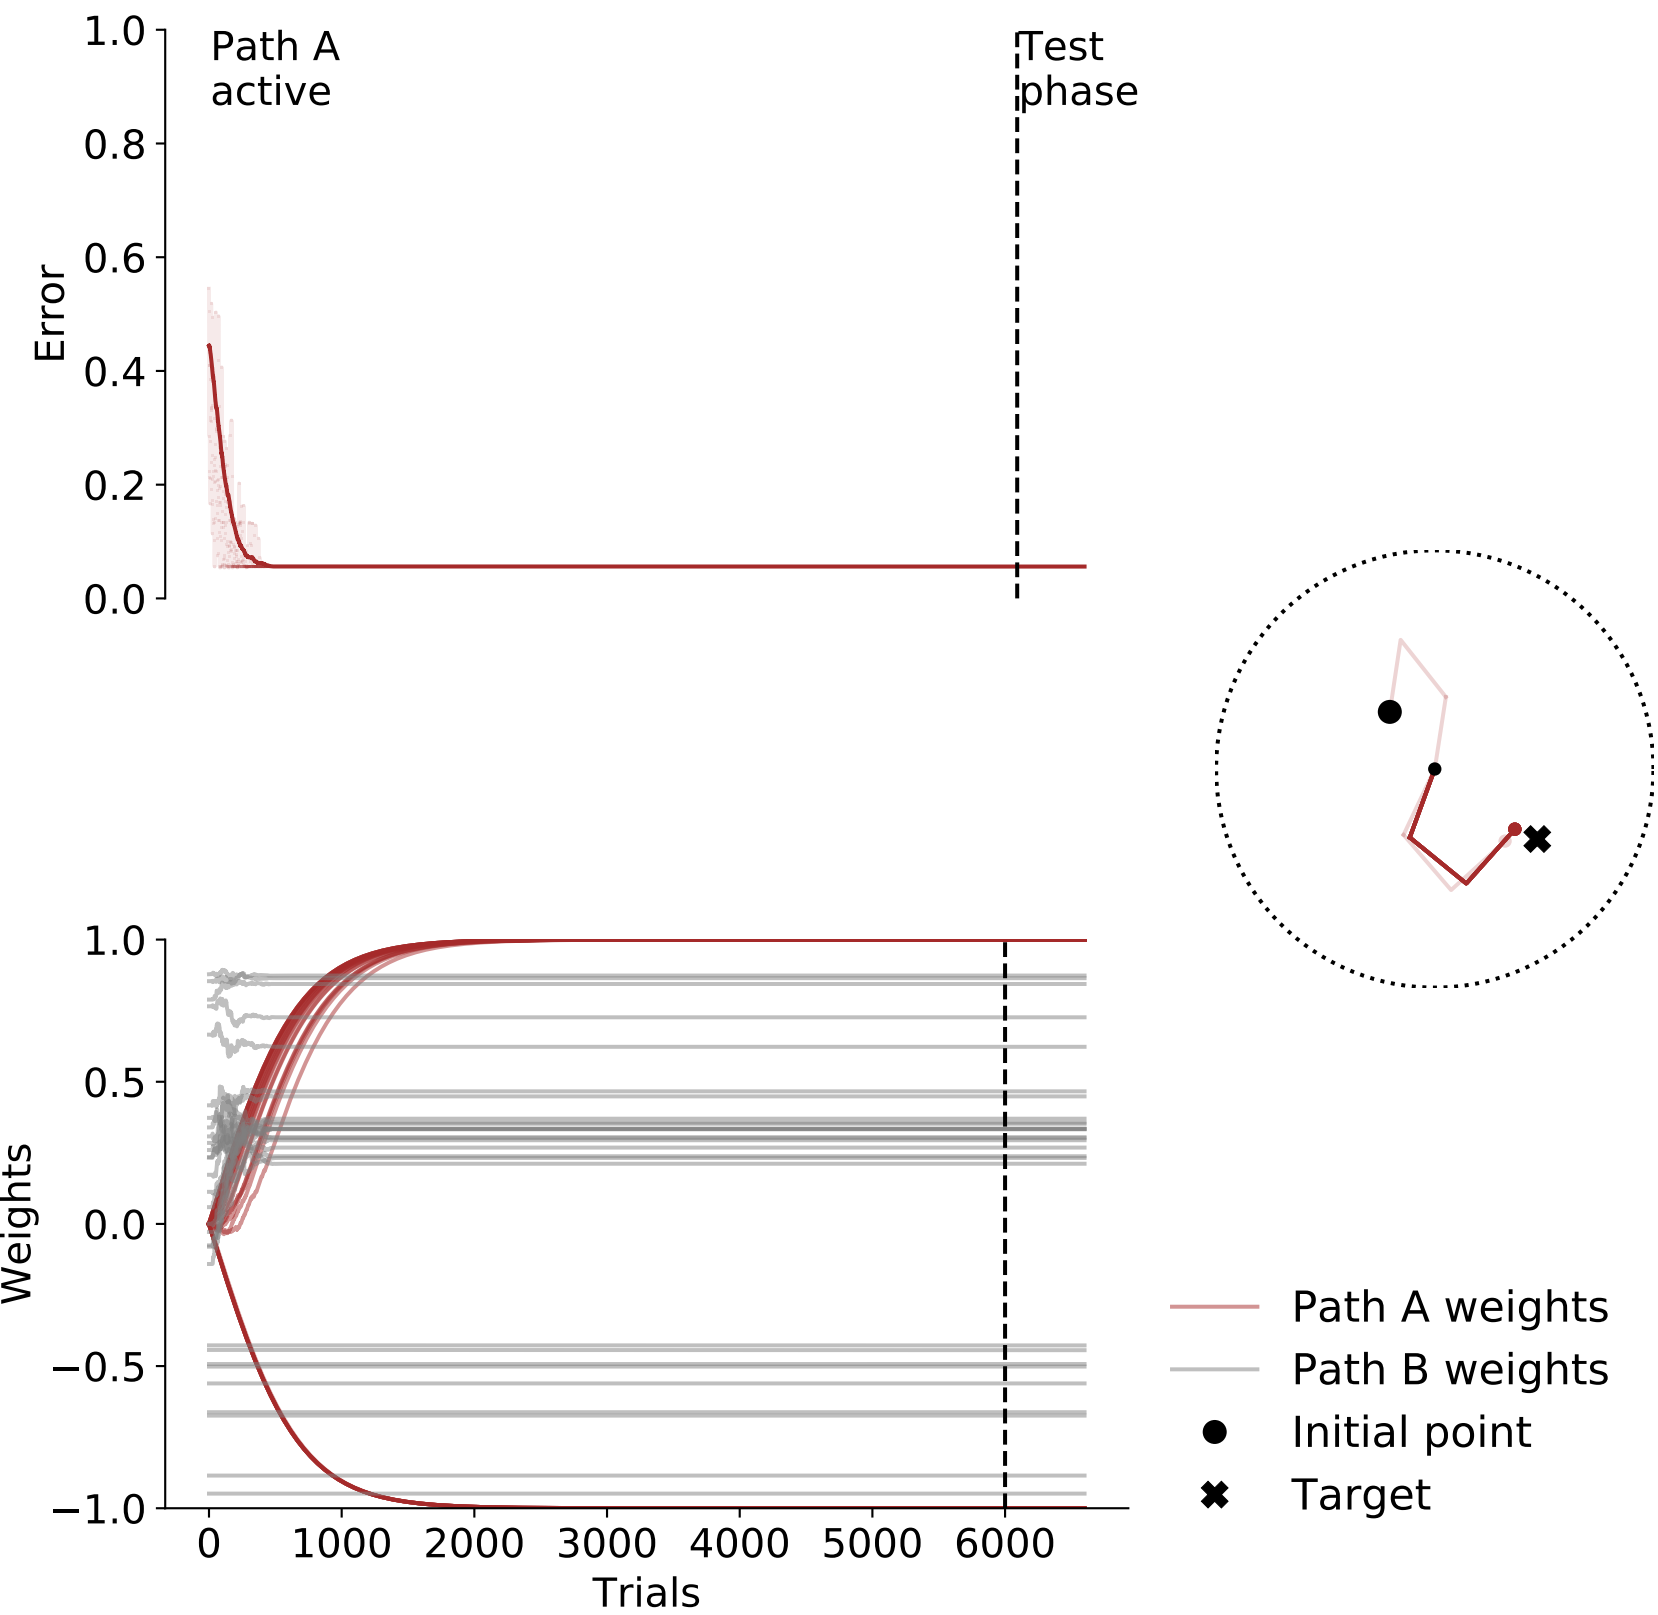 1.0
Path A
active
Test
phase
0.8
0.6
0.4
0.2
0.0
Error
1.0
0.5
0.0
−0.5
−1.0
Weights
0
1000
2000
3000
4000
5000
6000
Trials
Path A weights
Path B weights
Initial point
Target